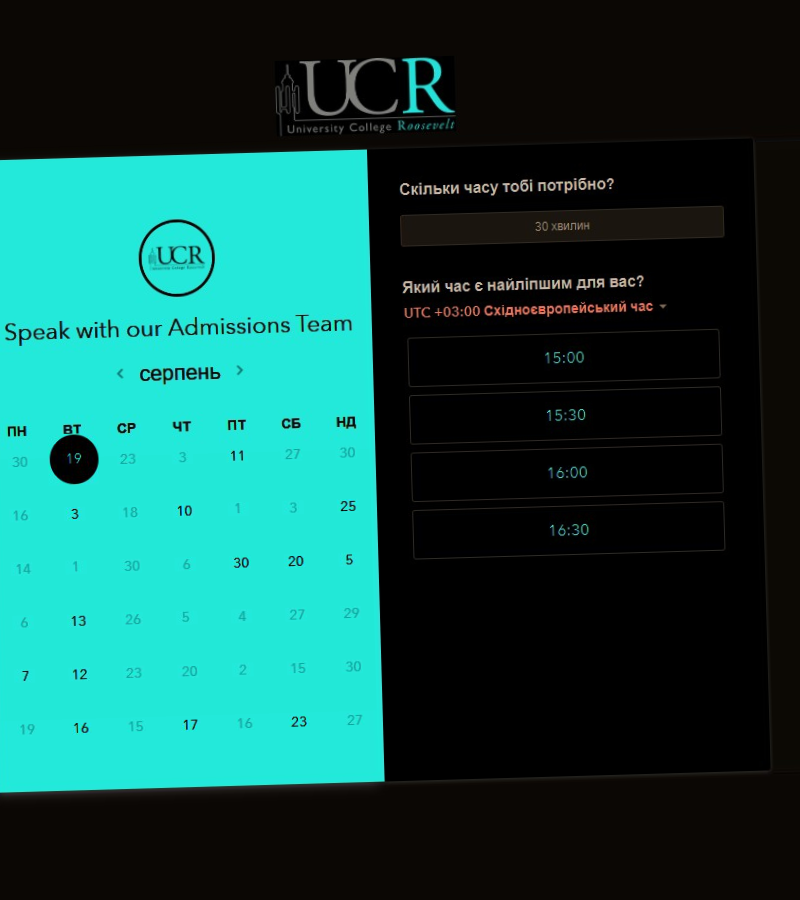 UCR
University College Roosevelt
UCR
Speak with our Admissions Team
серпень
ПН ВТ СР ЧТ ПТ СБ НД
30 19 23 3 11 27 30
16 3 18 10 1 3 25
14 1 30 6 30 20 5
6 13 26 5 4 27 29
7 12 23 20 2 15 30
19 16 15 17 16 23 27
Скільки часу тобі потрібно?
30 хвилин
Який час є найліпшим для вас?
UTC +03:00 Східноєвропейський час
15:00
15:30
16:00
16:30